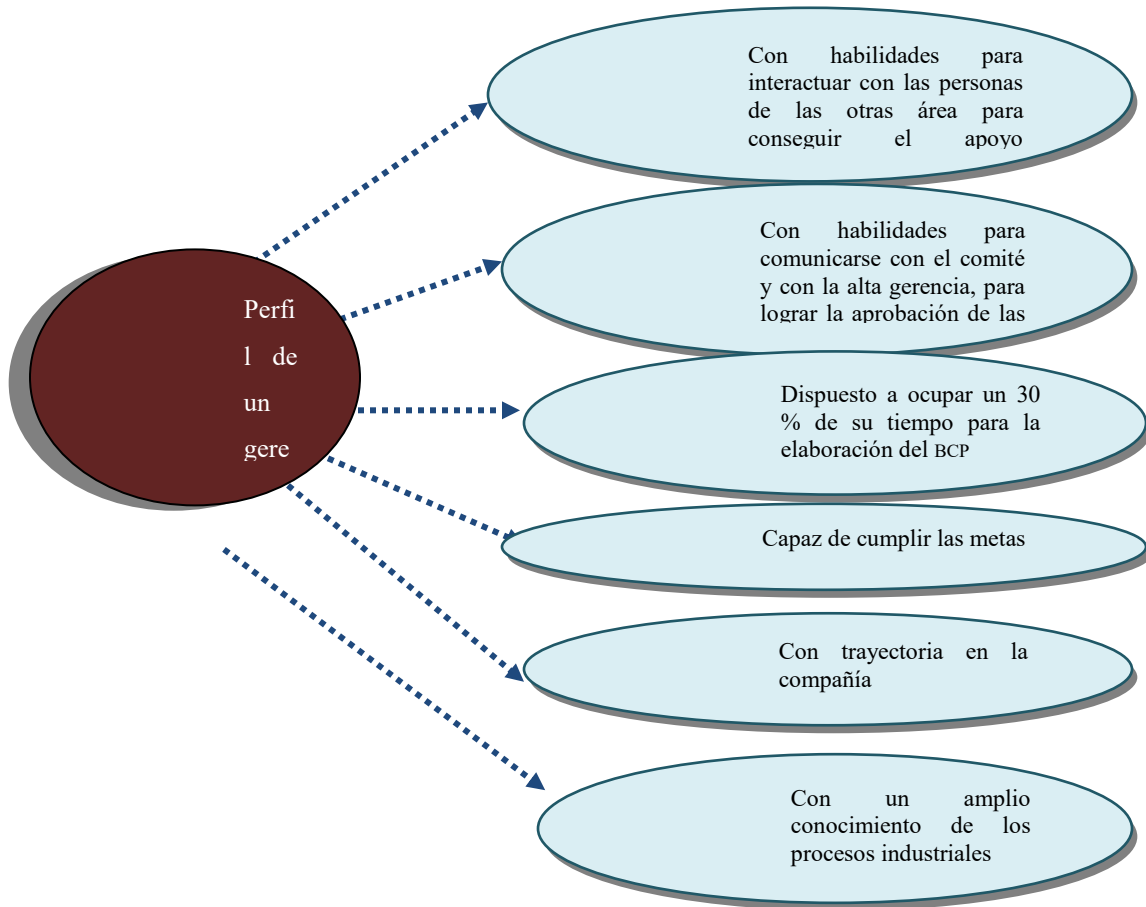 Con habilidades para
interactuar con las personas
de las otras área para
conseguir el apoyo
Con habilidades para
comunicarse con el comité
y con la alta gerencia, para
lograr la aprobación de las
Perfi
l de
un
gere
Dispuesto a ocupar un 30
% de su tiempo para la
elaboración del BCP
Capaz de cumplir las metas
Con trayectoria en la
compañía
Con un amplio
conocimiento de los
procesos industriales